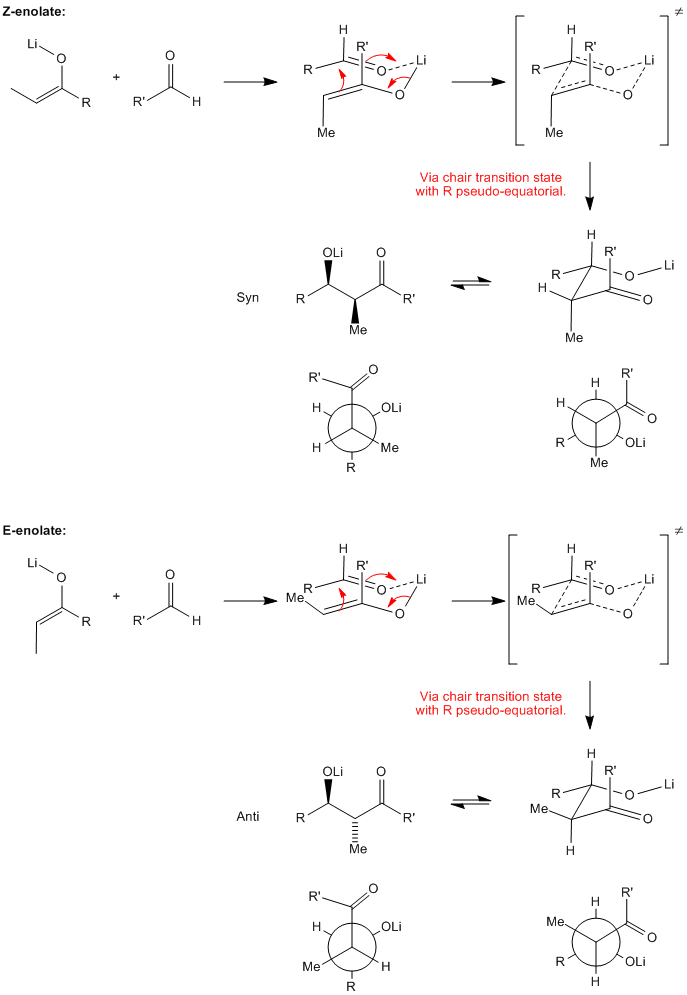 Z-enolate:
Li
O
R
+
O
R'
H
H
R'
R
O
Li
O
Me
H
R'
R
O
Li
O
Me
≠
Via chair transition state
with R pseudo-equatorial.
Syn
OLi
O
R
R'
Me
H
R'
R
O
Li
H
O
Me
R'
O
H
OLi
H
Me
R
R'
H
H
O
R
OLi
Me
E-enolate:
Li
O
R
+
O
R'
H
H
R'
R
O
Li
Me
O
H
R'
R
O
Li
Me
O
≠
Via chair transition state
with R pseudo-equatorial.
Anti
OLi
O
R
R'
Me
H
R'
R
O
Li
Me
O
H
R'
O
H
OLi
Me
H
R
R'
H
Me
O
R
OLi
H